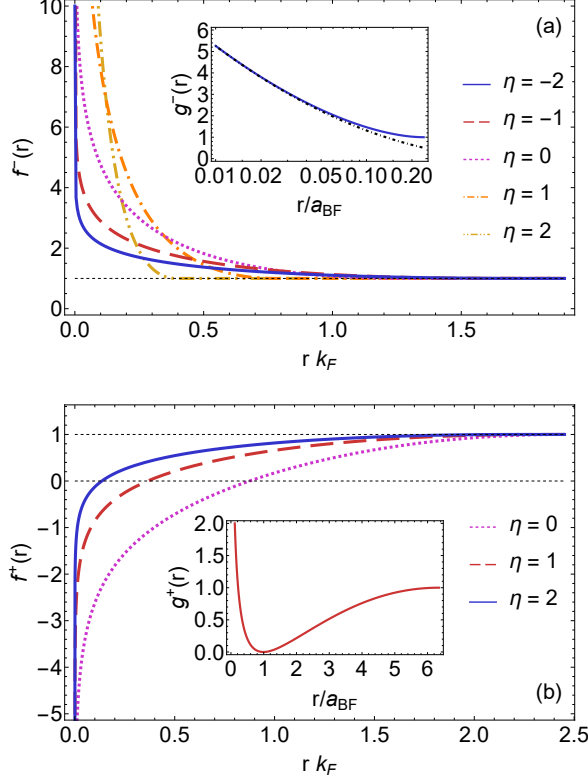 10
8
6
4
2
0
f⁻(r)
(a)
6
5
4
3
2
1
0
g⁻(r)
0.01 0.02 0.05 0.10 0.20
r/a_BF
η = −2
η = −1
η = 0
η = 1
η = 2
0.0 0.5 1.0 1.5
r k_F
1
0
−1
−2
−3
−4
−5
f⁺(r)
2.0
1.5
1.0
0.5
0.0
g⁺(r)
0 1 2 3 4 5 6
r/a_BF
η = 0
η = 1
η = 2
(b)
0.0 0.5 1.0 1.5 2.0 2.5
r k_F